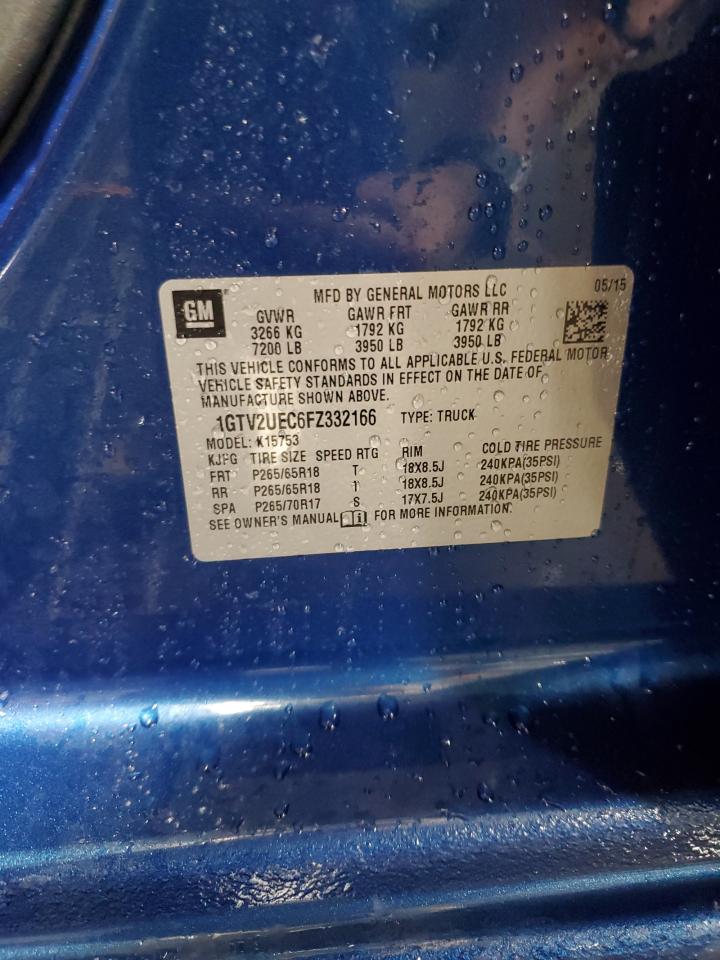 GM
MFD BY GENERAL MOTORS LLC 05/15
GVWR GAWR FRT GAWR RR
3266 KG 1792 KG 1792 KG
7200 LB 3950 LB 3950 LB
THIS VEHICLE CONFORMS TO ALL APPLICABLE U.S. FEDERAL MOTOR
VEHICLE SAFETY STANDARDS IN EFFECT ON THE DATE OF
MANUFACTURE SHOWN ABOVE.
1GTV2UEC6FZ332166 TYPE: TRUCK
MODEL: K15753
KJPG TIRE SIZE SPEED RTG RIM COLD TIRE PRESSURE
FRT P265/65R18 T 18X8.5J 240KPA(35PSI)
RR P265/65R18 T 18X8.5J 240KPA(35PSI)
SPA P265/70R17 S 17X7.5J 240KPA(35PSI)
SEE OWNER'S MANUAL FOR MORE INFORMATION.